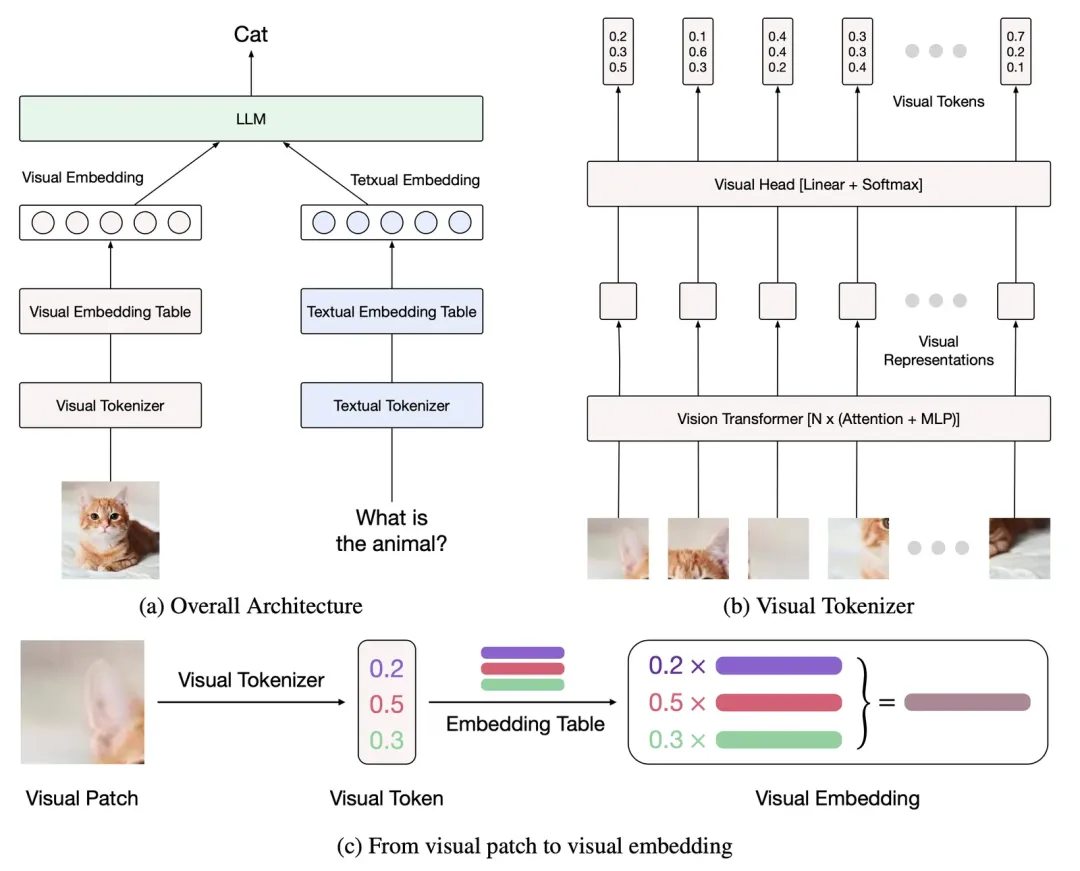 Cat
LLM
Visual Embedding
Tetxual Embedding
Visual Embedding Table
Textual Embedding Table
Visual Tokenizer
Textual Tokenizer
What is
the animal?
(a) Overall Architecture
0.2 0.1 0.4 0.3 0.7
0.3 0.6 0.4 0.3 0.2
0.5 0.3 0.2 0.4 0.1
Visual Tokens
Visual Head [Linear + Softmax]
Visual
Representations
Vision Transformer [N x (Attention + MLP)]
(b) Visual Tokenizer
Visual Tokenizer
0.2
0.5
0.3
Embedding Table
0.2 ×
0.5 ×
0.3 ×
=
Visual Patch
Visual Token
Visual Embedding
(c) From visual patch to visual embedding